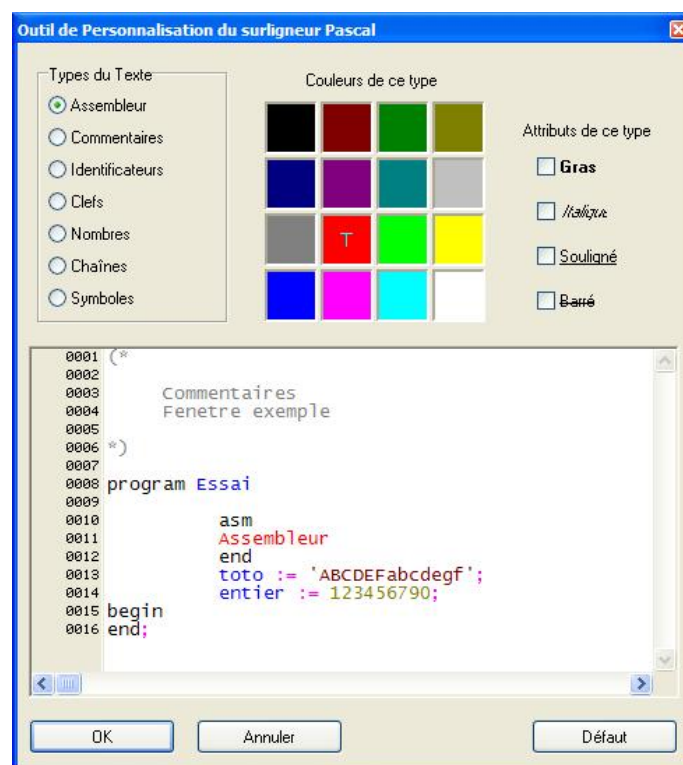 Outil de Personnalisation du surligneur Pascal
Types du Texte
Assembleur
Commentaires
Identificateurs
Clefs
Nombres
Chaînes
Symboles
Couleurs de ce type
T
Attributs de ce type
Gras
Italique
Souligné
Barré
0001 (*
0002
0003 Commentaires
0004 Fenetre exemple
0005
0006 *)
0007
0008 program Essai
0009
0010 asm
0011 Assembleur
0012 end
0013 toto := 'ABCDEFabcdegf';
0014 entier := 123456790;
0015 begin
0016 end;
OK Annuler Défaut